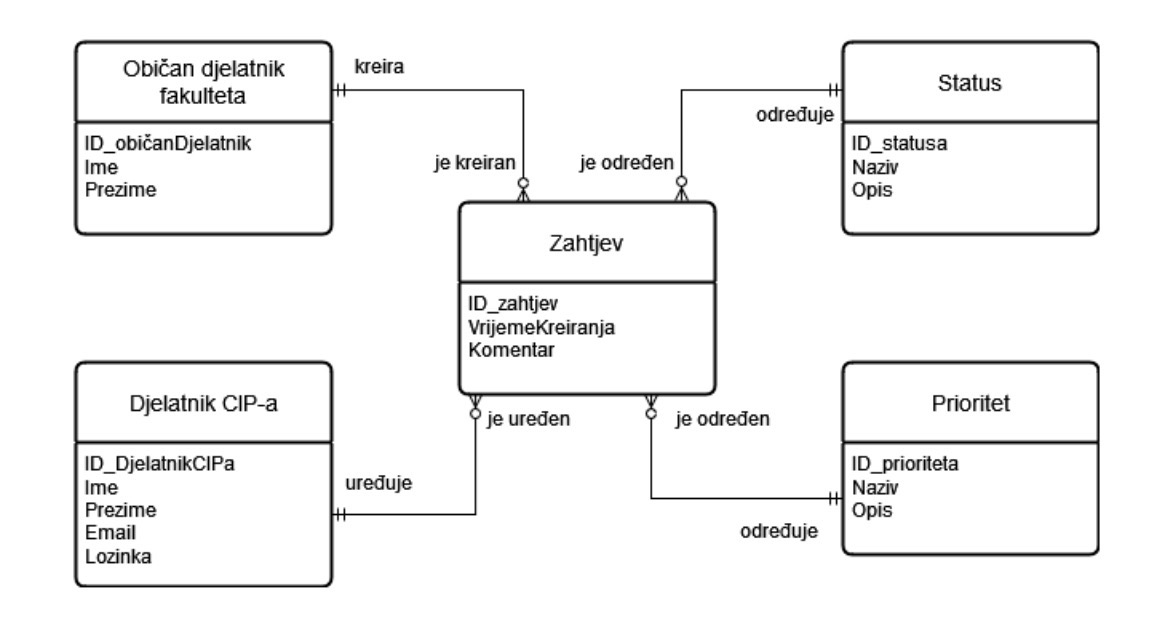 Običan djelatnik
fakulteta
ID_običanDjelatnik
Ime
Prezime
kreira
je kreiran
Status
ID_statusa
Naziv
Opis
određuje
je određen
Zahtjev
ID_zahtjev
VrijemeKreiranja
Komentar
Djelatnik CIP-a
ID_DjelatnikCIPa
Ime
Prezime
Email
Lozinka
uređuje
je uređen
Prioritet
ID_prioriteta
Naziv
Opis
je određen
određuje